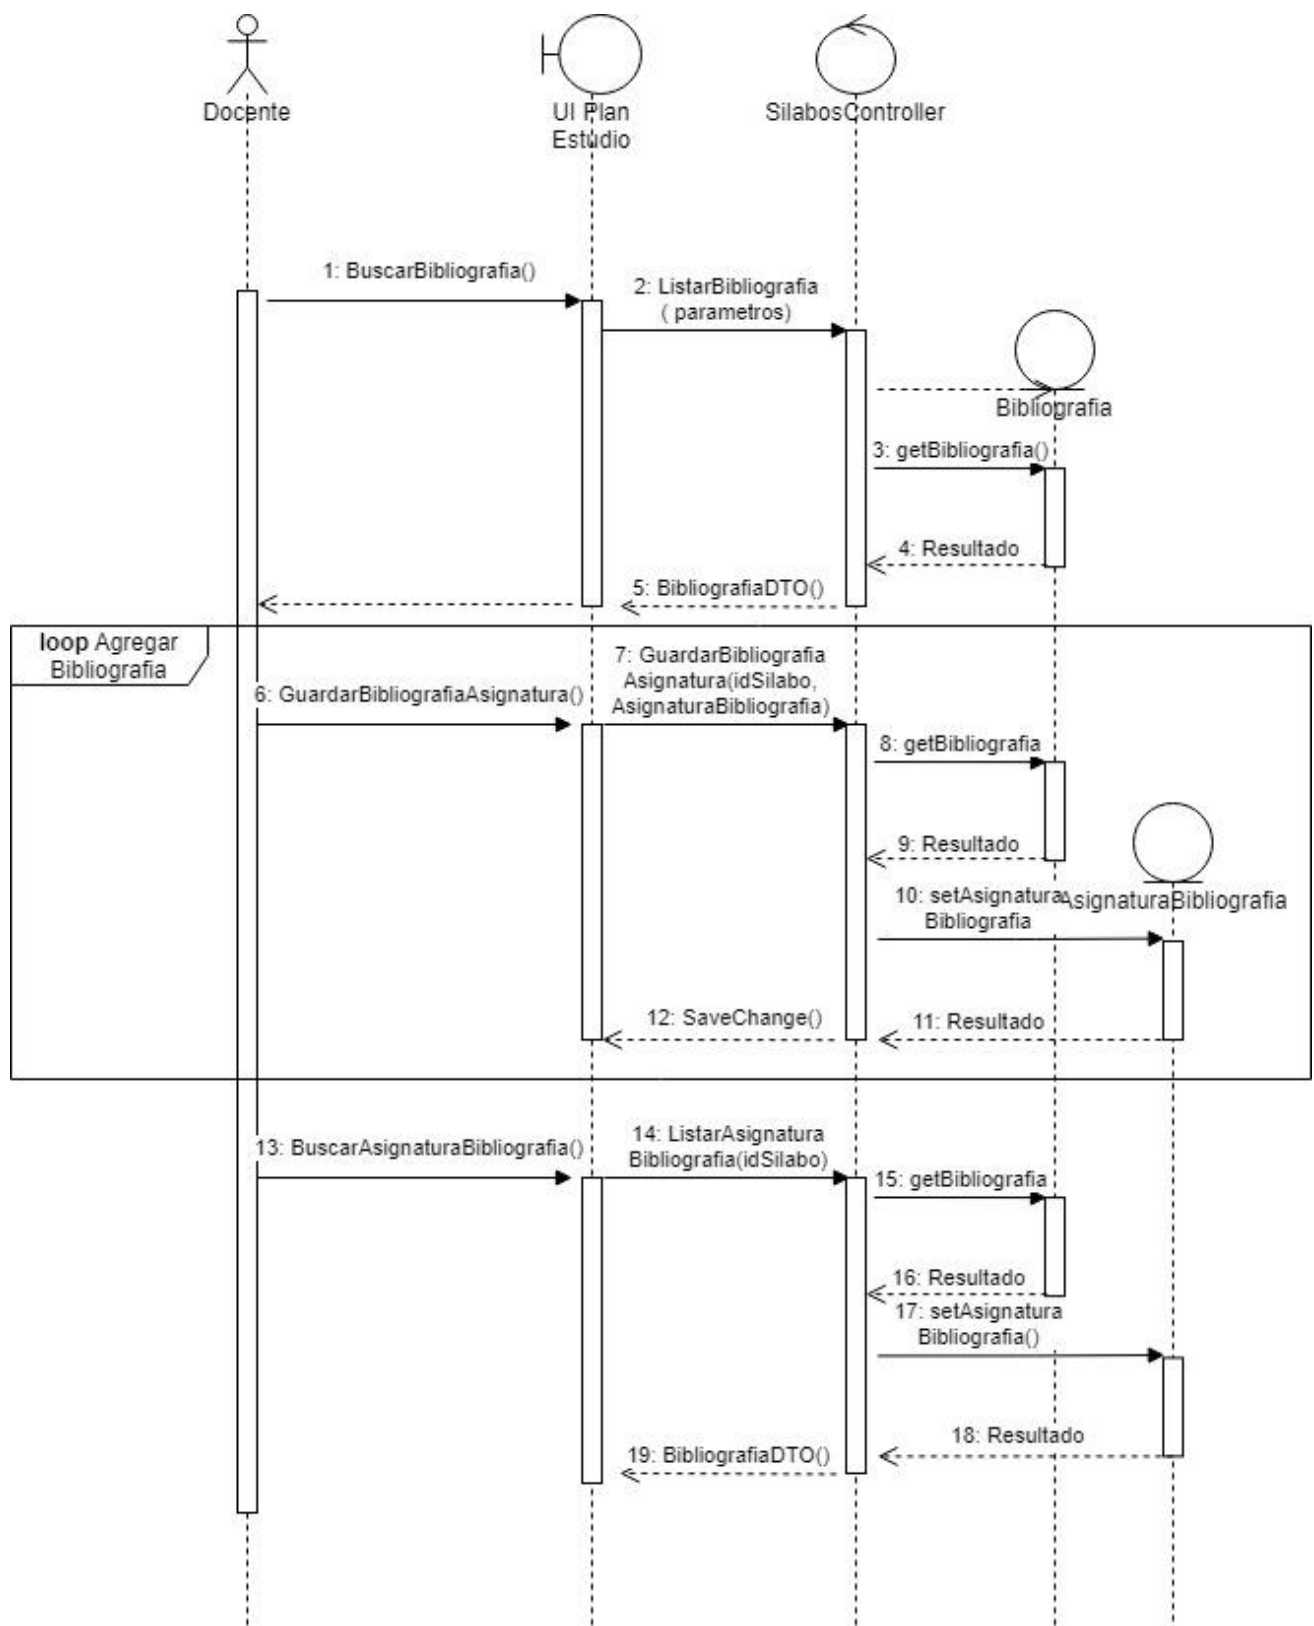 Docente
UI Plan
Estudio
SilabosController
1: BuscarBibliografia()
2: ListarBibliografia
( parametros)
Bibliografia
3: getBibliografia()
4: Resultado
5: BibliografiaDTO()
loop Agregar
Bibliografia
6: GuardarBibliografiaAsignatura()
7: GuardarBibliografia
Asignatura(idSilabo,
AsignaturaBibliografia)
8: getBibliografia
9: Resultado
10: setAsignatura
Bibliografia
AsignaturaBibliografia
11: Resultado
12: SaveChange()
13: BuscarAsignaturaBibliografia()
14: ListarAsignatura
Bibliografia(idSilabo)
15: getBibliografia
16: Resultado
17: setAsignatura
Bibliografia()
18: Resultado
19: BibliografiaDTO()